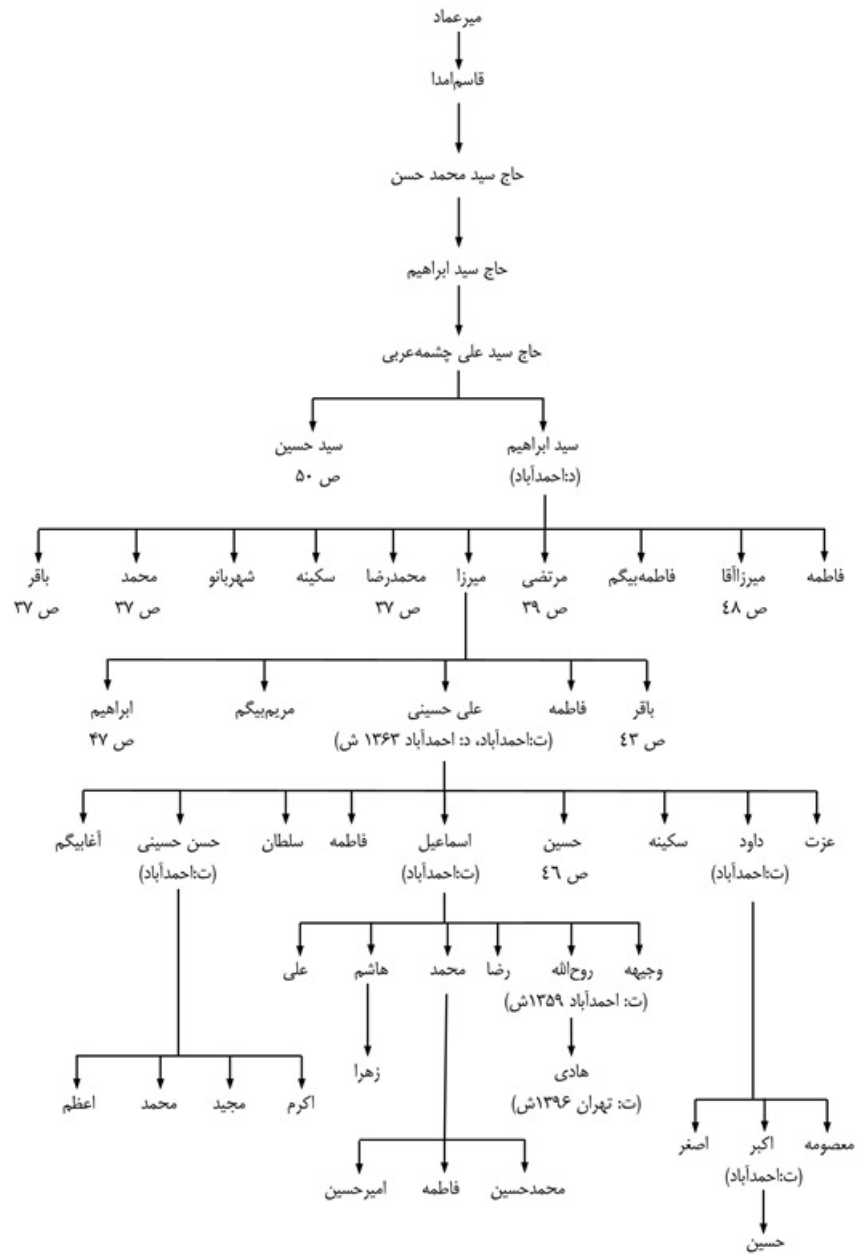 میرعماد
قاسم‌امدا
حاج سید محمد حسن
حاج سید ابراهیم
حاج سید علی چشمه‌عربی
سید ابراهیم
(د:احمدآباد)
سید حسین
ص ۵۰
فاطمه
میرزاآقا
ص ٤٨
فاطمه‌بیگم
مرتضی
ص ۳۹
میرزا
محمدرضا
ص ۳۷
سکینه
شهربانو
محمد
ص ۳۷
باقر
ص ۳۷
باقر
ص ٤٣
فاطمه
علی حسینی
(ت:احمدآباد، د: احمدآباد ۱۳۶۳ ش)
مریم‌بیگم
ابراهیم
ص ۴۷
عزت
داود
(ت:احمدآباد)
سکینه
حسین
ص ٤٦
اسماعیل
(ت:احمدآباد)
فاطمه
سلطان
حسن حسینی
(ت:احمدآباد)
آغابیگم
وجیهه
روح‌الله
(ت: احمدآباد ۱۳۵۹ش)
رضا
محمد
هاشم
علی
هادی
(ت: تهران ۱۳۹۶ش)
زهرا
اکرم
مجید
محمد
اعظم
معصومه
اکبر
(ت:احمدآباد)
اصغر
محمدحسین
فاطمه
امیرحسین
حسین